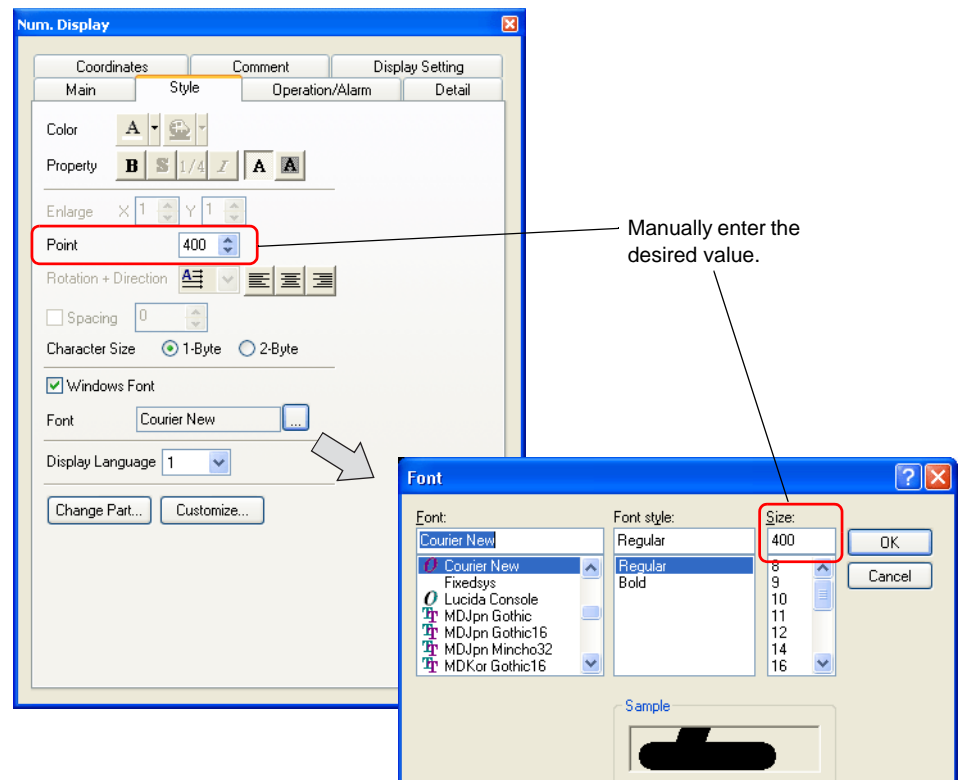 Num. Display
Coordinates Comment Display Setting
Main Style Operation/Alarm Detail
Color A
Property B S 1/4 I A A
Enlarge X 1 Y 1
Point 400
Rotation + Direction A
Spacing 0
Character Size 1-Byte 2-Byte
Windows Font
Font Courier New ...
Display Language 1
Change Part... Customize...
Manually enter the
desired value.
Font
Font: Font style: Size:
Courier New Regular 400 OK
Courier New Regular 8 Cancel
Fixedsys Bold 9
Lucida Console 10
MDJpn Gothic 11
MDJpn Gothic16 12
MDJpn Mincho32 14
MDKor Gothic16 16
Sample